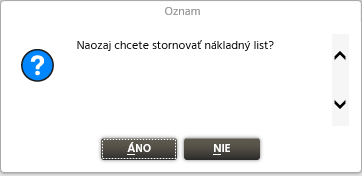 Oznam
Naozaj chcete stornovať nákladný list?
ÁNO
NIE